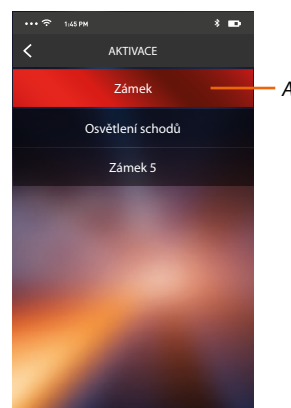 1:45 PM
AKTIVACE
Zámek
A
Osvětlení schodů
Zámek 5